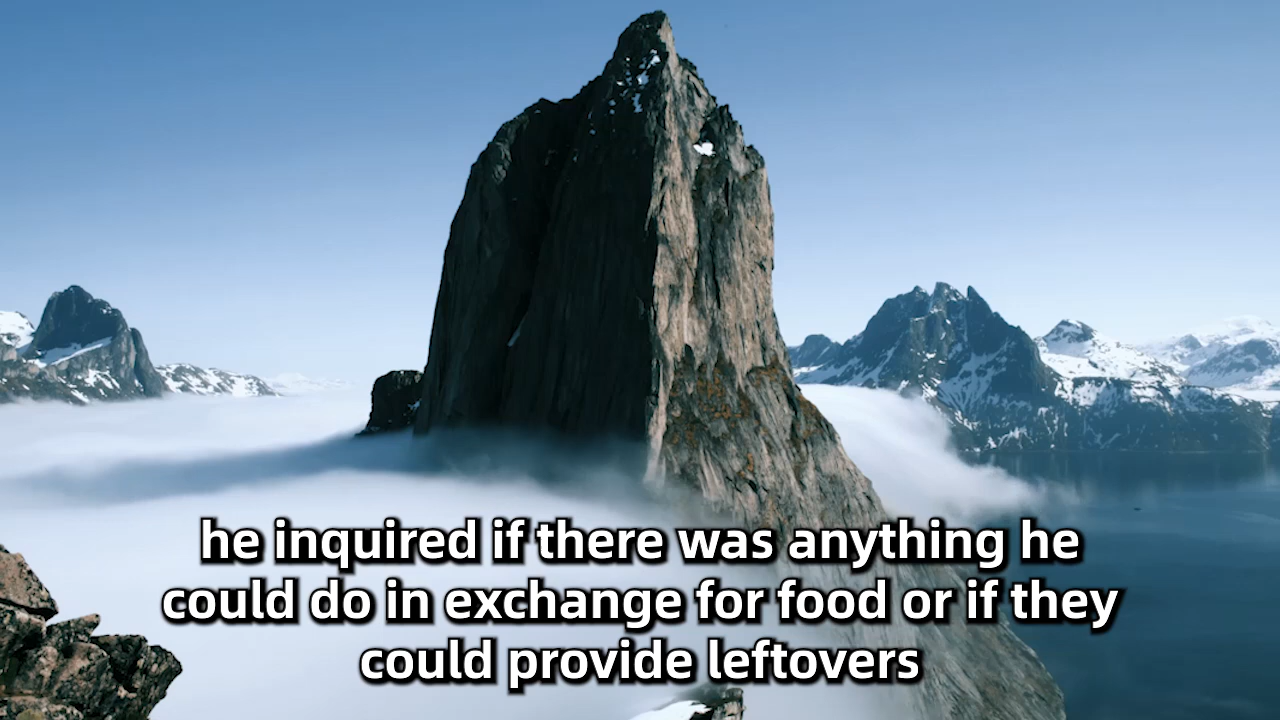 he inquired if there was anything he
could do in exchange for food or if they
could provide leftovers